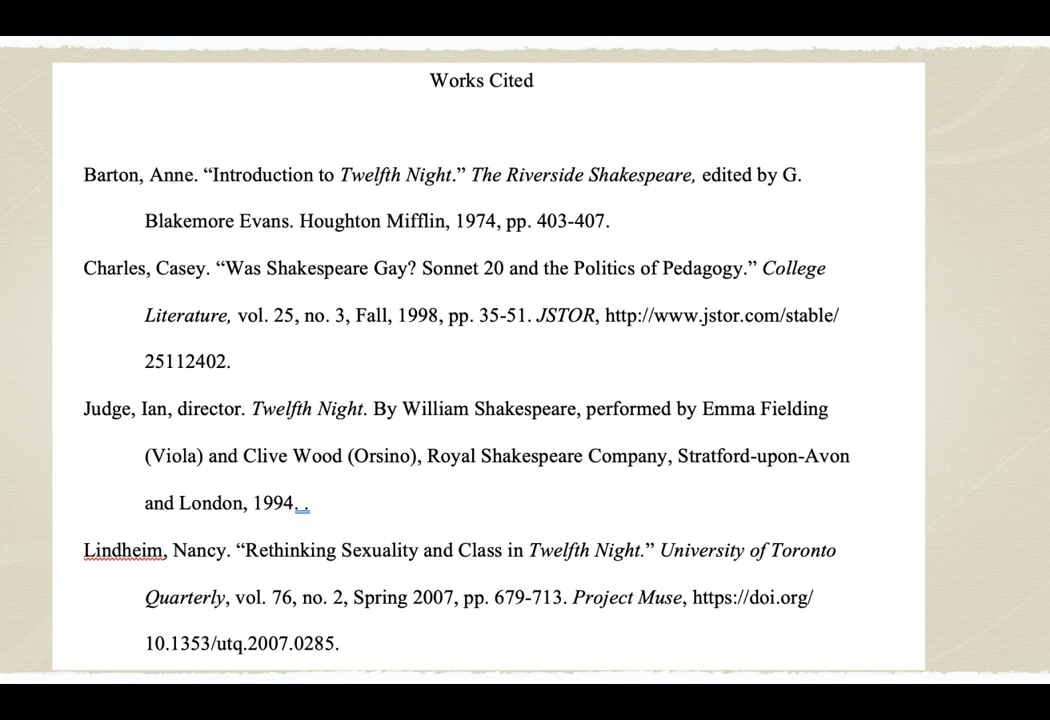 Works Cited
Barton, Anne. “Introduction to Twelfth Night.” The Riverside Shakespeare, edited by G.
Blakemore Evans. Houghton Mifflin, 1974, pp. 403-407.
Charles, Casey. “Was Shakespeare Gay? Sonnet 20 and the Politics of Pedagogy.” College
Literature, vol. 25, no. 3, Fall, 1998, pp. 35-51. JSTOR, http://www.jstor.com/stable/
25112402.
Judge, Ian, director. Twelfth Night. By William Shakespeare, performed by Emma Fielding
(Viola) and Clive Wood (Orsino), Royal Shakespeare Company, Stratford-upon-Avon
and London, 1994. .
Lindheim, Nancy. “Rethinking Sexuality and Class in Twelfth Night.” University of Toronto
Quarterly, vol. 76, no. 2, Spring 2007, pp. 679-713. Project Muse, https://doi.org/
10.1353/utq.2007.0285.